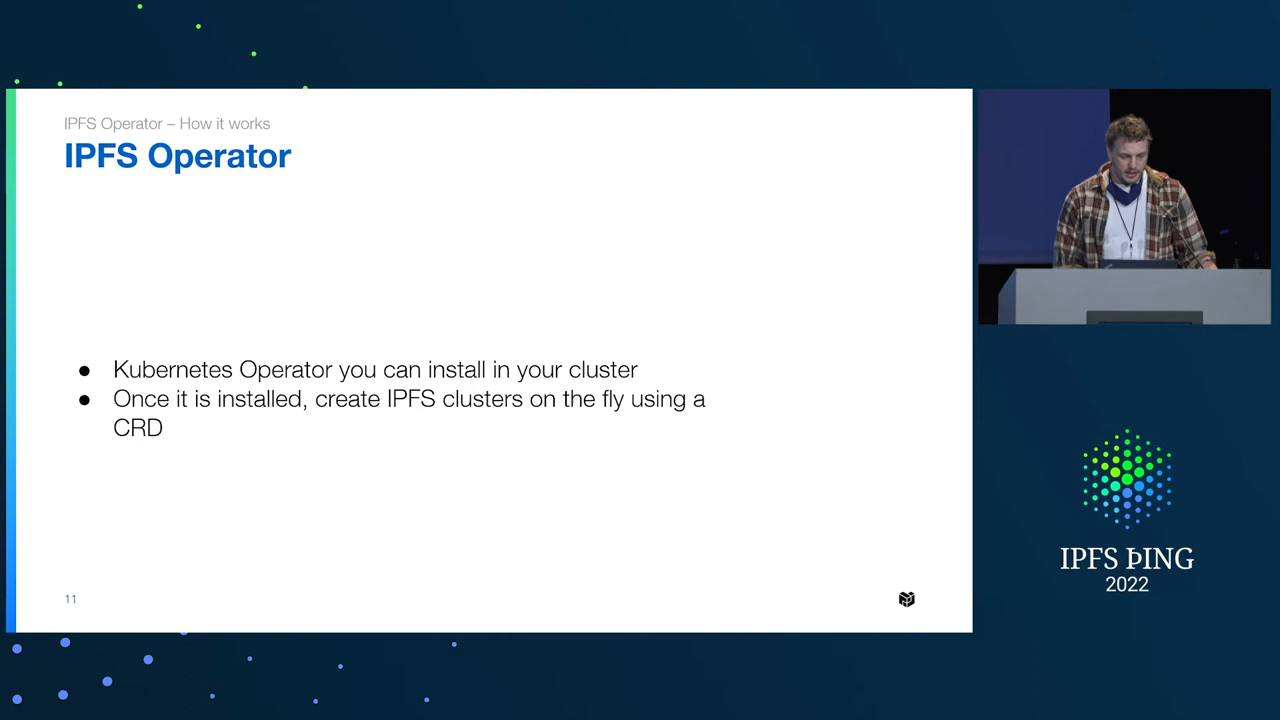 IPFS Operator – How it works
IPFS Operator
● Kubernetes Operator you can install in your cluster
● Once it is installed, create IPFS clusters on the fly using a
CRD
11
IPFS ÞING
2022